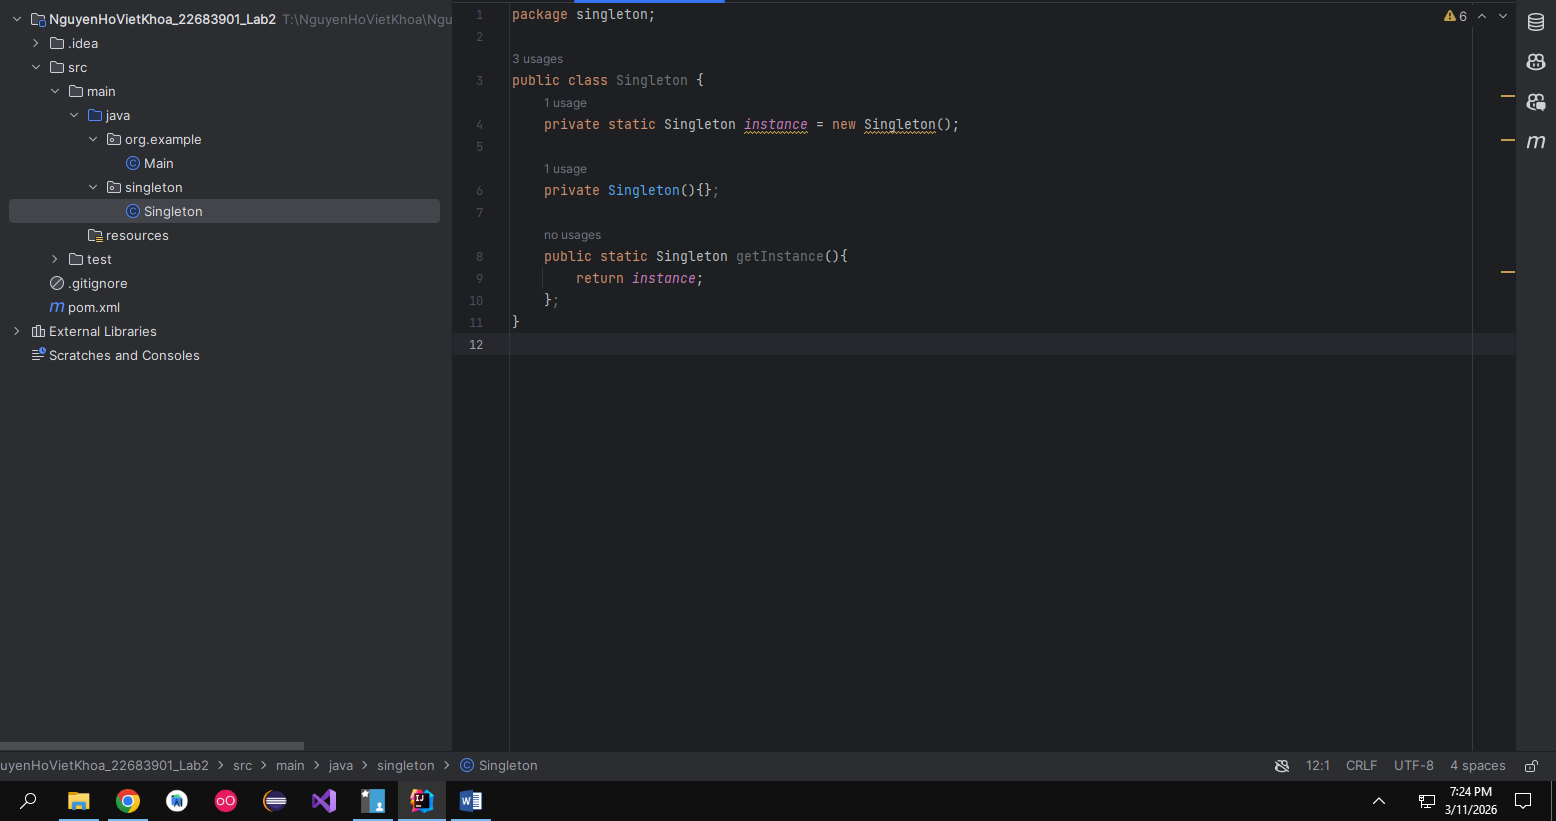 NguyenHoVietKhoa_22683901_Lab2 T:\NguyenHoVietKhoa\Ngu
.idea
src
main
java
org.example
Main
singleton
Singleton
resources
test
.gitignore
m pom.xml
External Libraries
Scratches and Consoles
1 package singleton;
2
3 usages
3 public class Singleton {
1 usage
4 private static Singleton instance = new Singleton();
5
1 usage
6 private Singleton(){};
7
no usages
8 public static Singleton getInstance(){
9 return instance;
10 };
11 }
12
6
m
uyenHoVietKhoa_22683901_Lab2 > src > main > java > singleton > Singleton
12:1 CRLF UTF-8 4 spaces
7:24 PM
3/11/2026